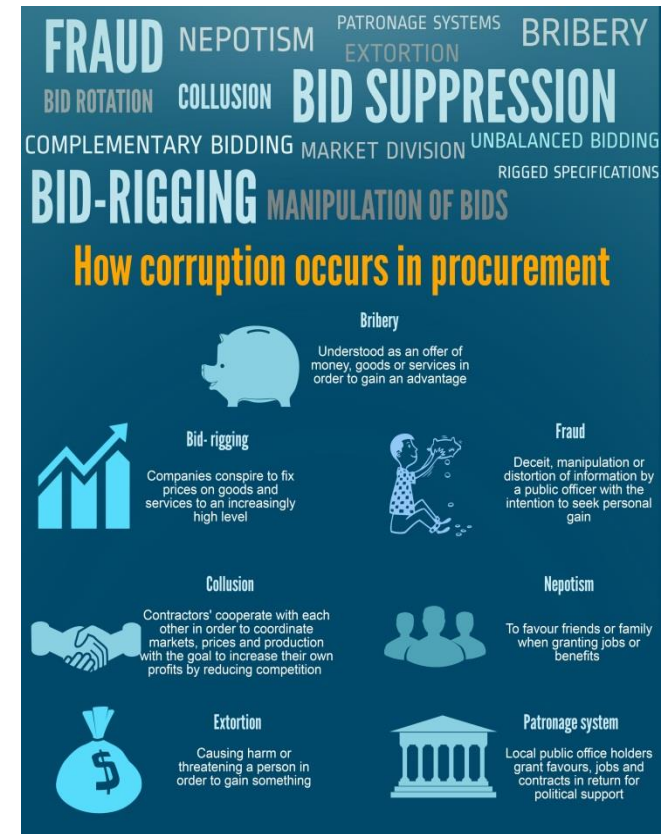 PATRONAGE SYSTEMS
FRAUD NEPOTISM BRIBERY
EXTORTION
BID ROTATION COLLUSION BID SUPPRESSION
COMPLEMENTARY BIDDING MARKET DIVISION UNBALANCED BIDDING
RIGGED SPECIFICATIONS
BID-RIGGING MANIPULATION OF BIDS
How corruption occurs in procurement
Bribery
Understood as an offer of
money, goods or services in
order to gain an advantage
Bid- rigging
Companies conspire to fix
prices on goods and
services to an increasingly
high level
Fraud
Deceit, manipulation or
distortion of information by
a public officer with the
intention to seek personal
gain
Collusion
Contractors' cooperate with each
other in order to coordinate
markets, prices and production
with the goal to increase their own
profits by reducing competition
Nepotism
To favour friends or family
when granting jobs or
benefits
Extortion
Causing harm or
threatening a person in
order to gain something
$
Patronage system
Local public office holders
grant favours, jobs and
contracts in return for
political support